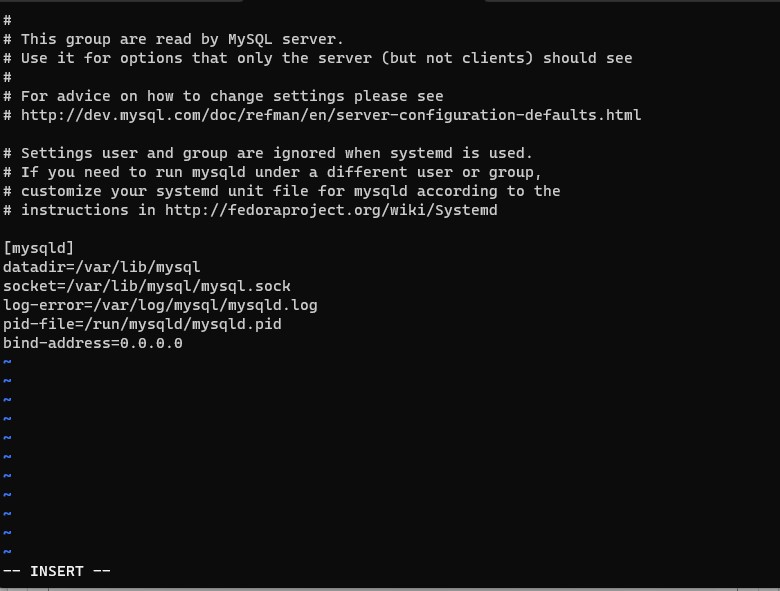 #
# This group are read by MySQL server.
# Use it for options that only the server (but not clients) should see
#
# For advice on how to change settings please see
# http://dev.mysql.com/doc/refman/en/server-configuration-defaults.html

# Settings user and group are ignored when systemd is used.
# If you need to run mysqld under a different user or group,
# customize your systemd unit file for mysqld according to the
# instructions in http://fedoraproject.org/wiki/Systemd

[mysqld]
datadir=/var/lib/mysql
socket=/var/lib/mysql/mysql.sock
log-error=/var/log/mysql/mysqld.log
pid-file=/run/mysqld/mysqld.pid
bind-address=0.0.0.0
~
~
~
~
~
~
~
~
~
~
~
-- INSERT --